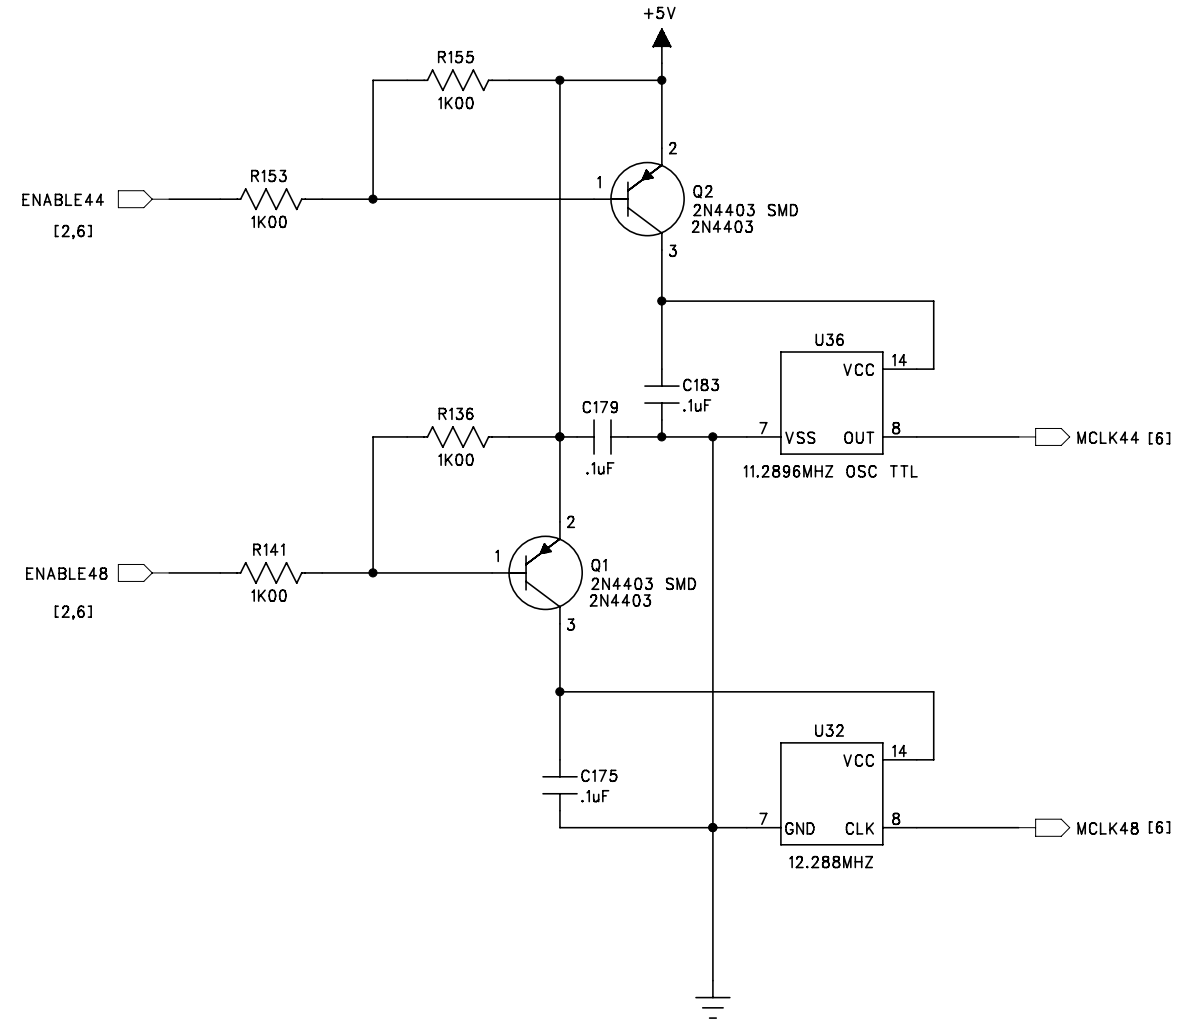 +5V
R155
1K00
R153
1K00
ENABLE44
[2,6]
1
2
3
Q2
2N4403 SMD
2N4403
U36
VCC
14
C183
.1uF
C179
.1uF
R136
1K00
7
VSS
OUT
8
MCLK44 [6]
11.2896MHZ OSC TTL
R141
1K00
ENABLE48
[2,6]
1
2
3
Q1
2N4403 SMD
2N4403
U32
VCC
14
C175
.1uF
7
GND
CLK
8
MCLK48 [6]
12.288MHZ